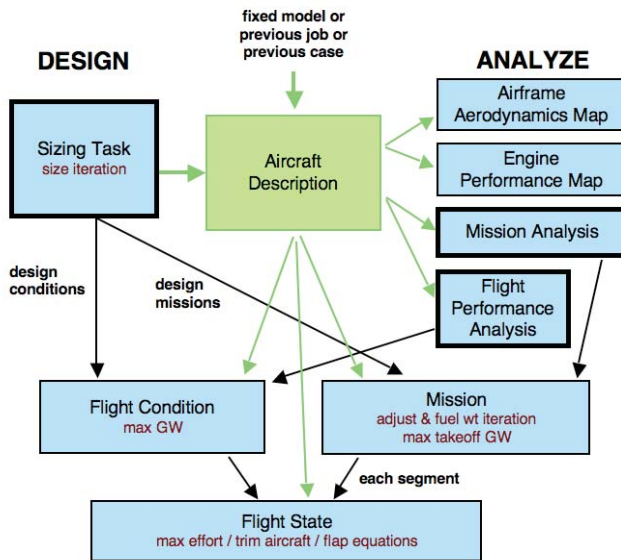 fixed model or
previous job or
previous case
DESIGN
ANALYZE
Sizing Task
size iteration
Aircraft
Description
Airframe
Aerodynamics Map
Engine
Performance Map
Mission Analysis
Flight
Performance
Analysis
design
conditions
design
missions
Flight Condition
max GW
Mission
adjust & fuel wt iteration
max takeoff GW
each segment
Flight State
max effort / trim aircraft / flap equations